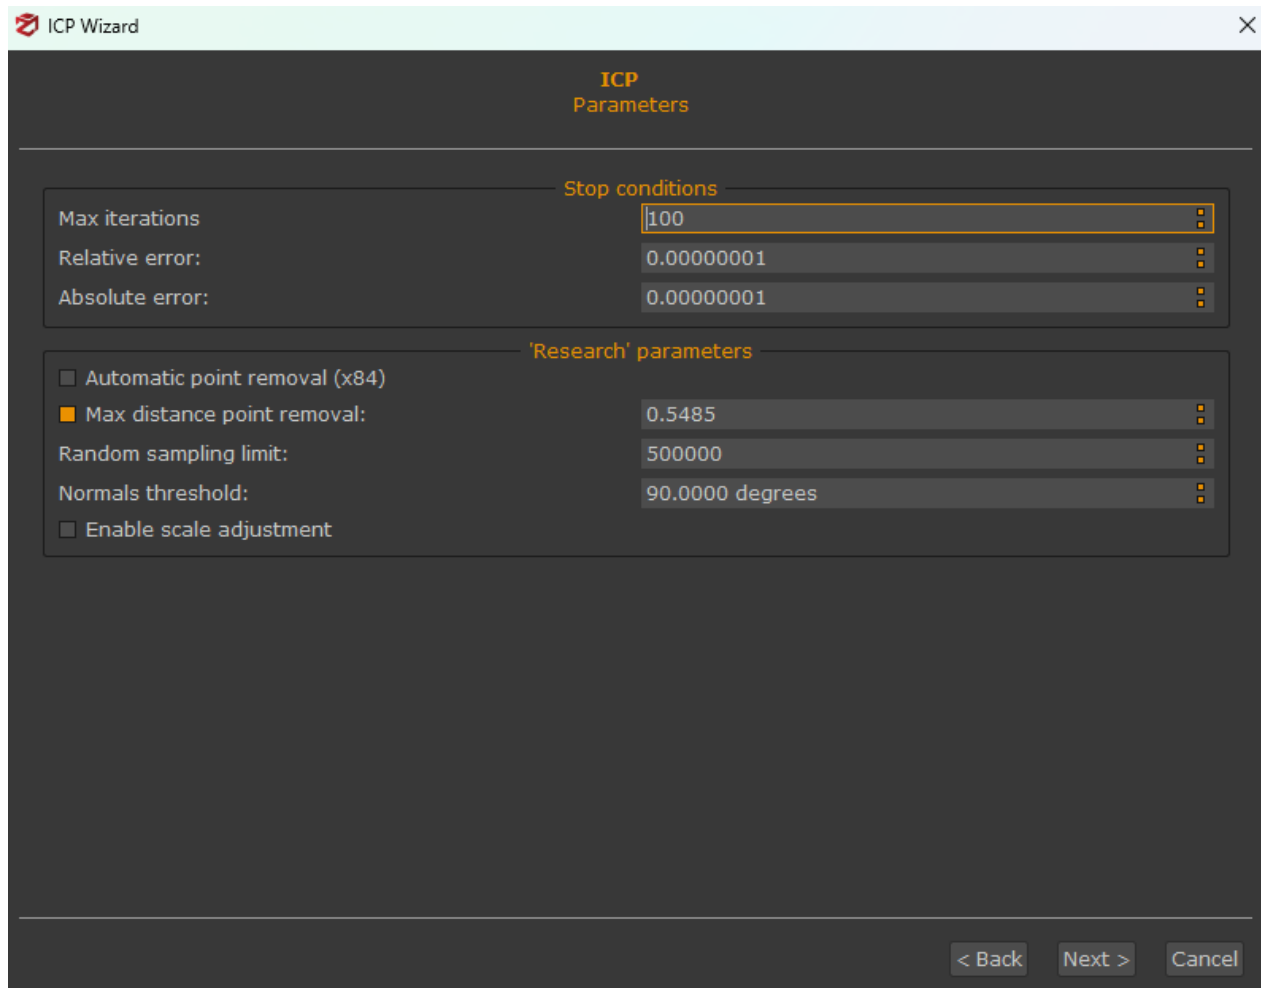 ICP Wizard
ICP
Parameters
Stop conditions
Max iterations 100
Relative error: 0.00000001
Absolute error: 0.00000001
'Research' parameters
Automatic point removal (x84)
Max distance point removal: 0.5485
Random sampling limit: 500000
Normals threshold: 90.0000 degrees
Enable scale adjustment
< Back Next > Cancel